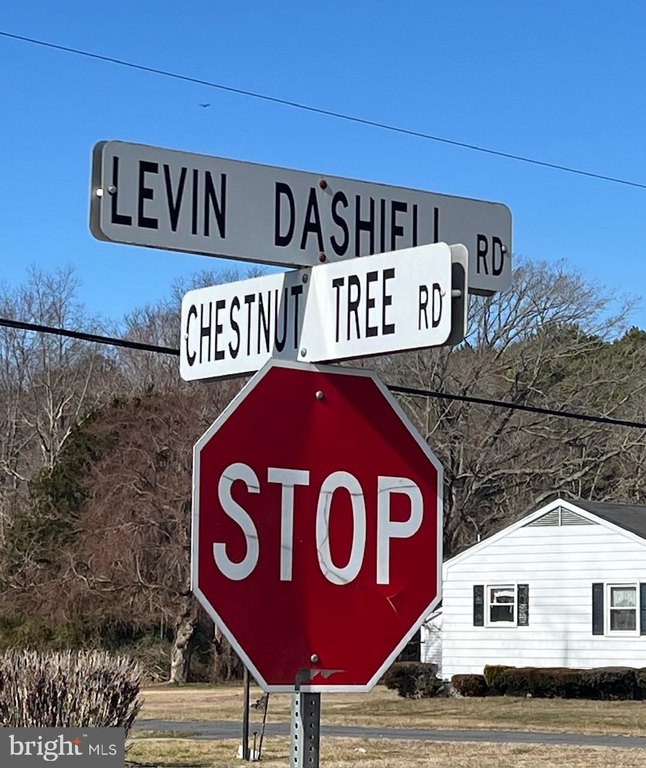 LEVIN DASHIELL RD
CHESTNUT TREE RD
STOP
bright MLS